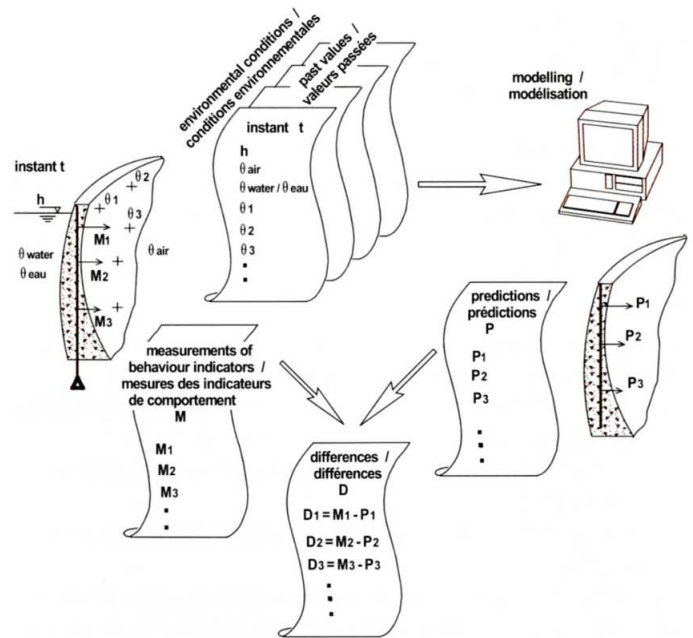 environmental conditions /
conditions environnementales
past values /
valeurs passées
instant t
h
θ air
θ water / θ eau
θ 1
θ 2
θ 3
modelling /
modélisation
instant t
h
θ 2
θ 1
θ 3
M1
θ water
θ eau
θ air
M2
M3
measurements of
behaviour indicators /
mesures des indicateurs
de comportement
M
M1
M2
M3
predictions /
prédictions
P
P1
P2
P3
P1
P2
P3
differences /
différences
D
D1 = M1 - P1
D2 = M2 - P2
D3 = M3 - P3